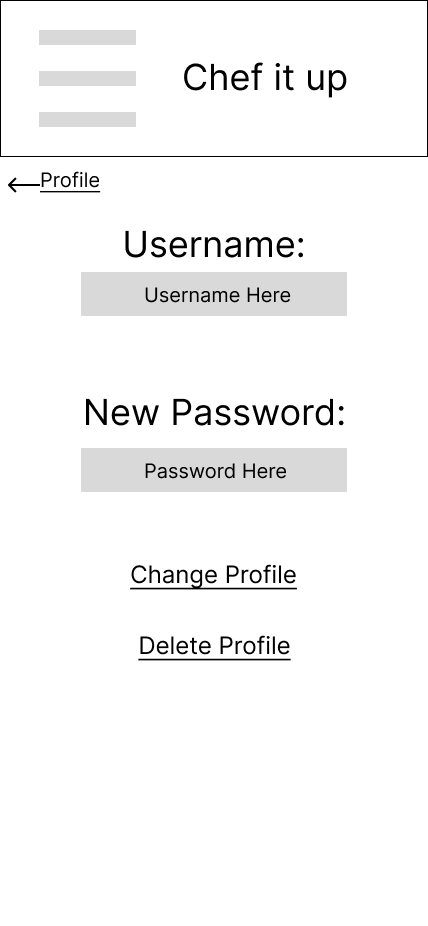 Chef it up
Profile
Username:
Username Here
New Password:
Password Here
Change Profile
Delete Profile